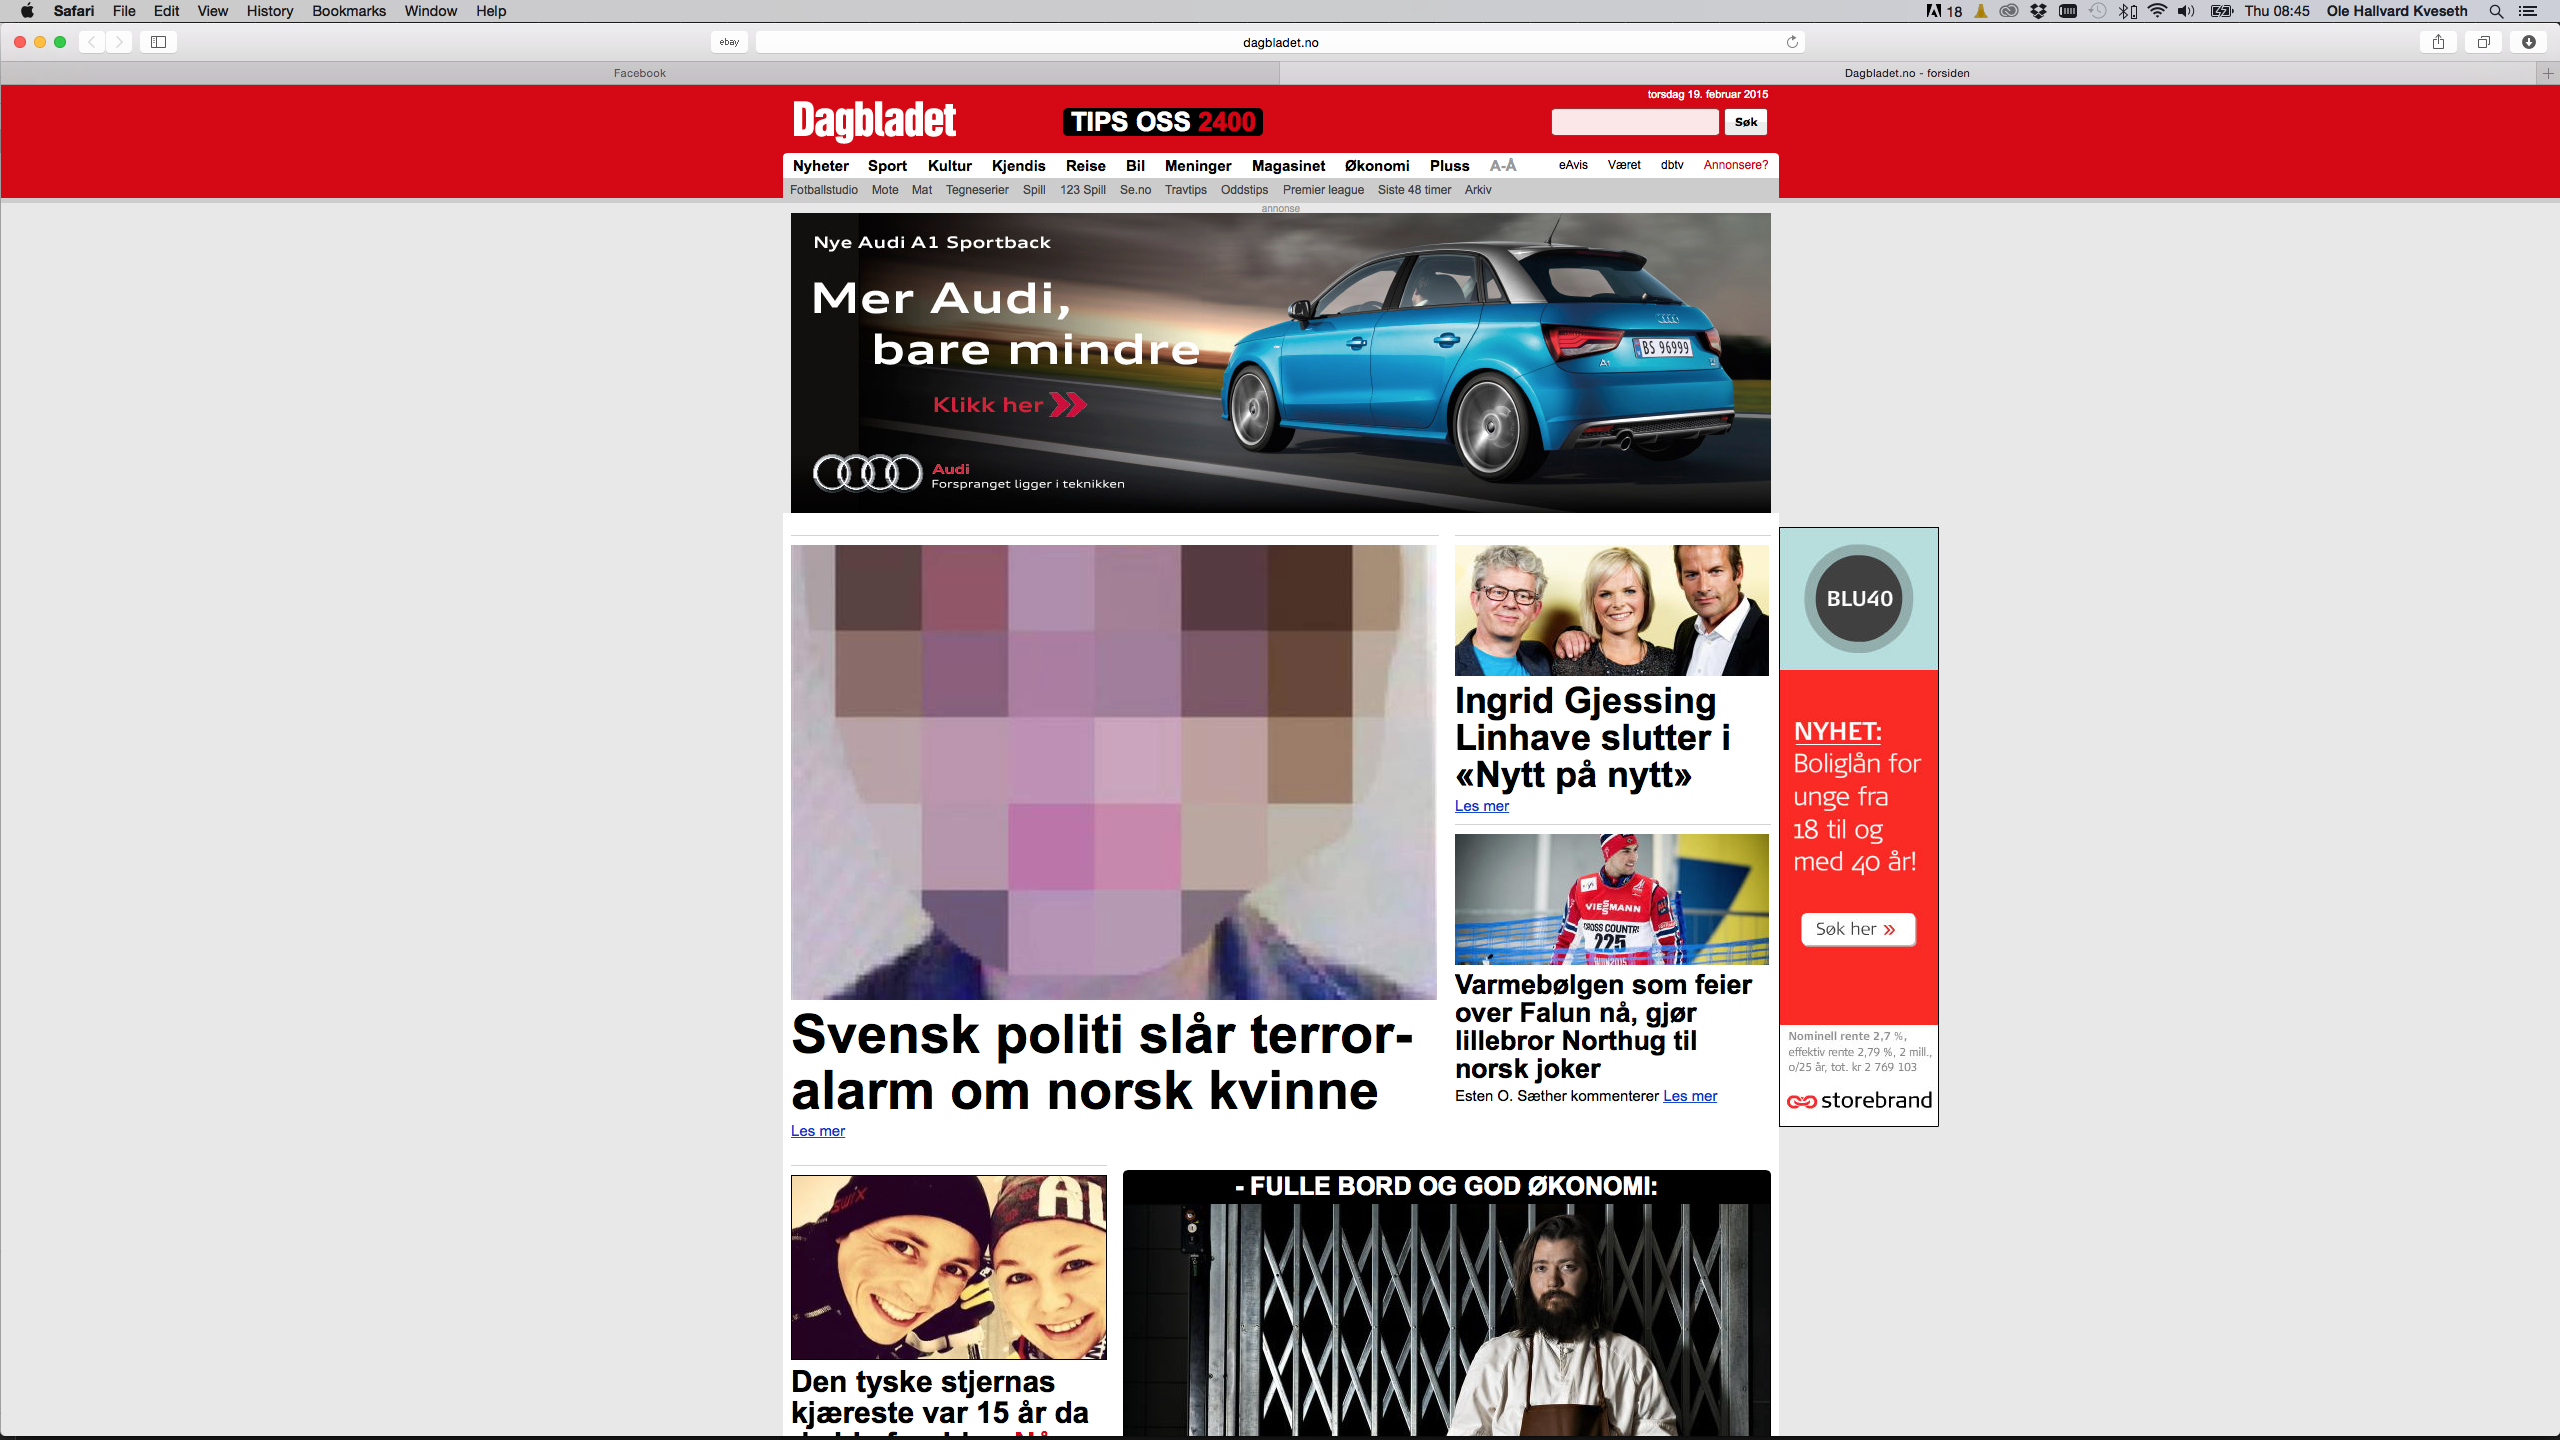 Safari File Edit View History Bookmarks Window Help
18 Thu 08:45 Ole Hallvard Kveseth
ebay dagbladet.no
Facebook Dagbladet.no - forsiden
torsdag 19. februar 2015
Dagbladet TIPS OSS 2400 Søk
Nyheter Sport Kultur Kjendis Reise Bil Meninger Magasinet Økonomi Pluss A-Å eAvis Været dbtv Annonsere?
Fotballstudio Mote Mat Tegneserier Spill 123 Spill Se.no Travtips Oddstips Premier league Siste 48 timer Arkiv
annonse
Nye Audi A1 Sportback
Mer Audi,
bare mindre
Klikk her
Audi
Forspranget ligger i teknikken
BS 96999
A1
Ingrid Gjessing
Linhave slutter i
«Nytt på nytt»
Les mer
VIESSMANN
CROSS COUNTRY
225
Varmebølgen som feier
over Falun nå, gjør
lillebror Northug til
norsk joker
Esten O. Sæther kommenterer Les mer
Svensk politi slår terror-
alarm om norsk kvinne
Les mer
BLU40
NYHET:
Boliglån for
unge fra
18 til og
med 40 år!
Søk her »
Nominell rente 2,7 %,
effektiv rente 2,79 %, 2 mill.,
o/25 år, tot. kr 2 769 103
storebrand
swix
Den tyske stjernas
kjæreste var 15 år da
- FULLE BORD OG GOD ØKONOMI: